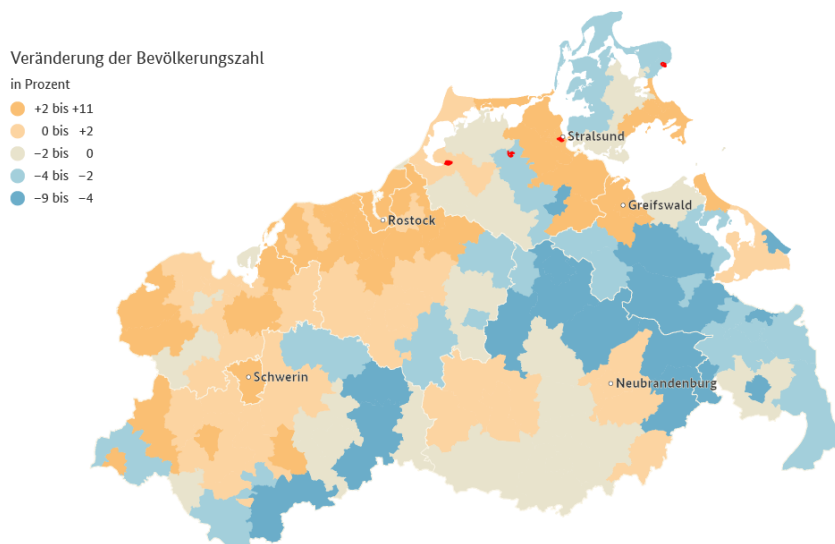 Veränderung der Bevölkerungszahl
in Prozent
+2 bis +11
0 bis +2
−2 bis 0
−4 bis −2
−9 bis −4
Stralsund
Greifswald
Rostock
Schwerin
Neubrandenburg